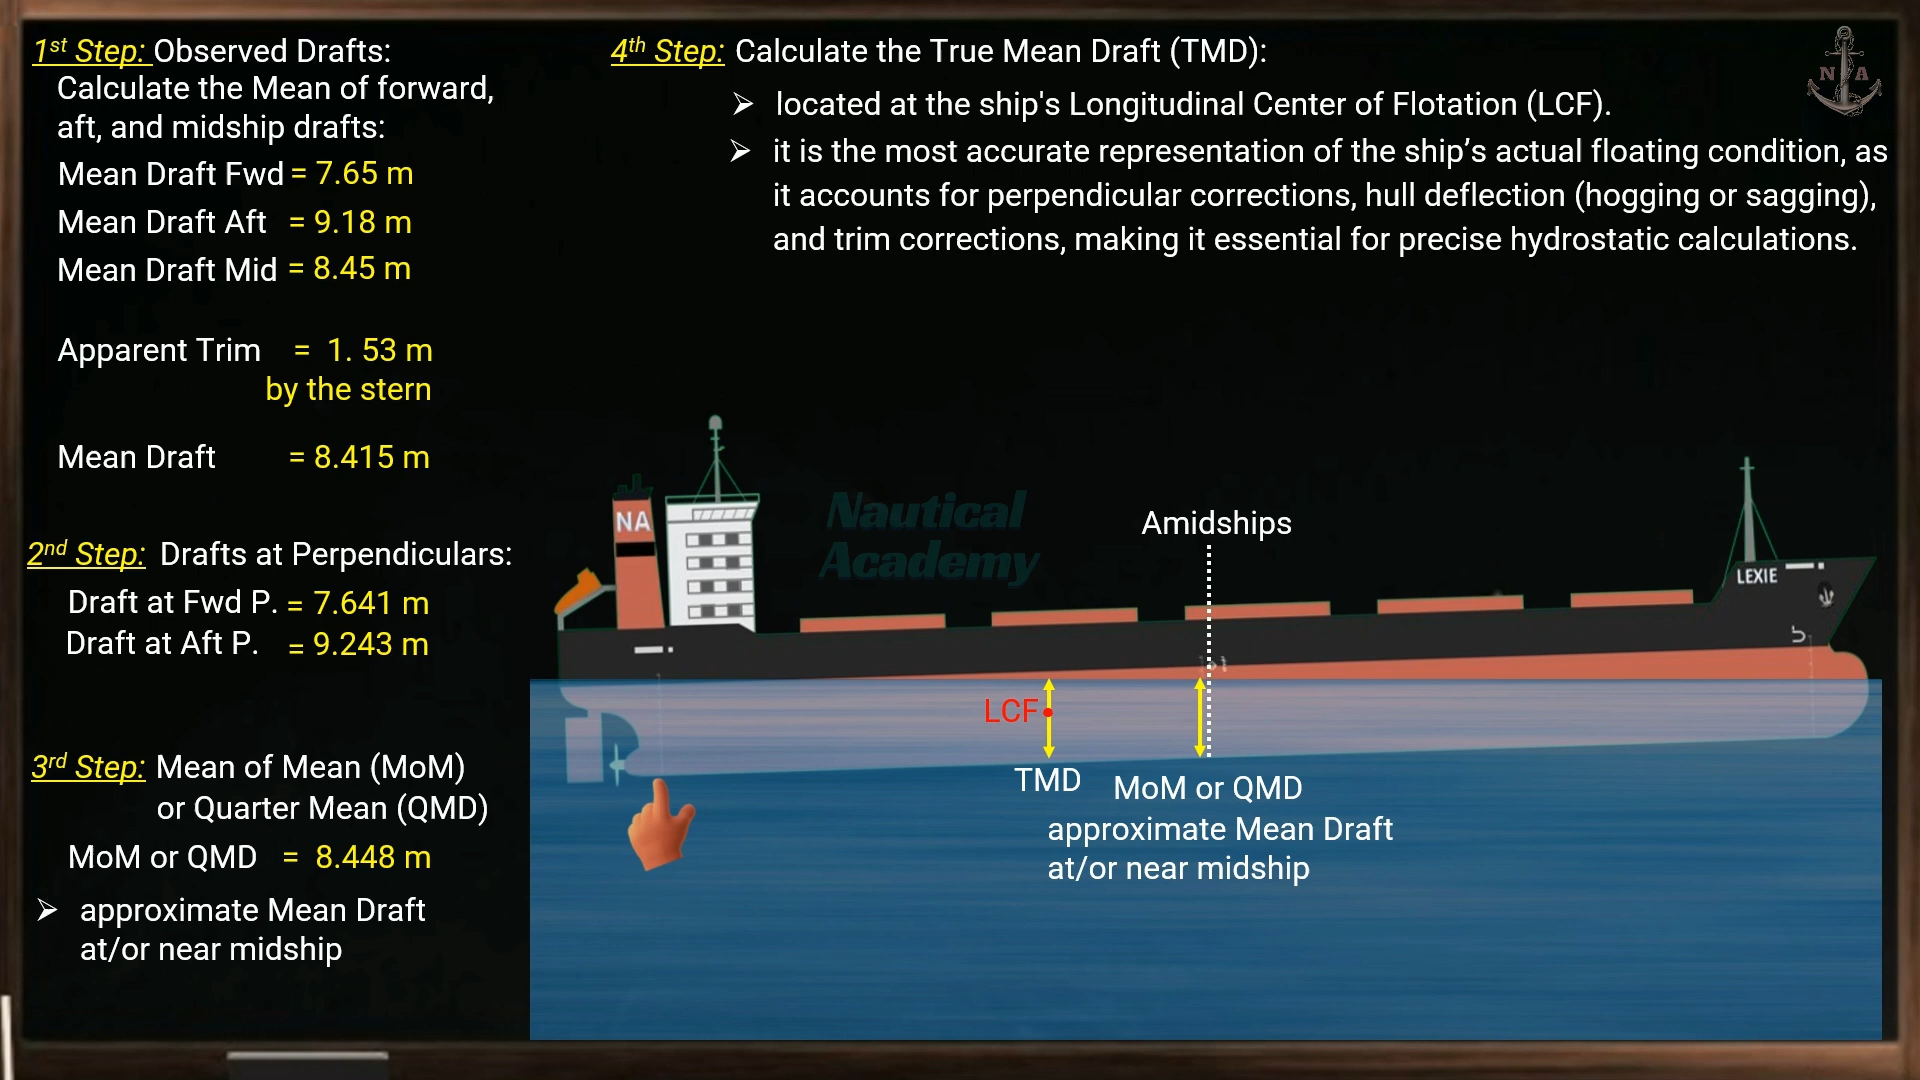 1st Step: Observed Drafts:
Calculate the Mean of forward,
aft, and midship drafts:
Mean Draft Fwd = 7.65 m
Mean Draft Aft = 9.18 m
Mean Draft Mid = 8.45 m
Apparent Trim = 1. 53 m
by the stern
Mean Draft = 8.415 m
2nd Step: Drafts at Perpendiculars:
Draft at Fwd P. = 7.641 m
Draft at Aft P. = 9.243 m
3rd Step: Mean of Mean (MoM)
or Quarter Mean (QMD)
MoM or QMD = 8.448 m
➢ approximate Mean Draft
at/or near midship
4th Step: Calculate the True Mean Draft (TMD):
➢ located at the ship's Longitudinal Center of Flotation (LCF).
➢ it is the most accurate representation of the ship’s actual floating condition, as
it accounts for perpendicular corrections, hull deflection (hogging or sagging),
and trim corrections, making it essential for precise hydrostatic calculations.
N A
Nautical
Academy
Amidships
NA
LEXIE
LCF
TMD
MoM or QMD
approximate Mean Draft
at/or near midship